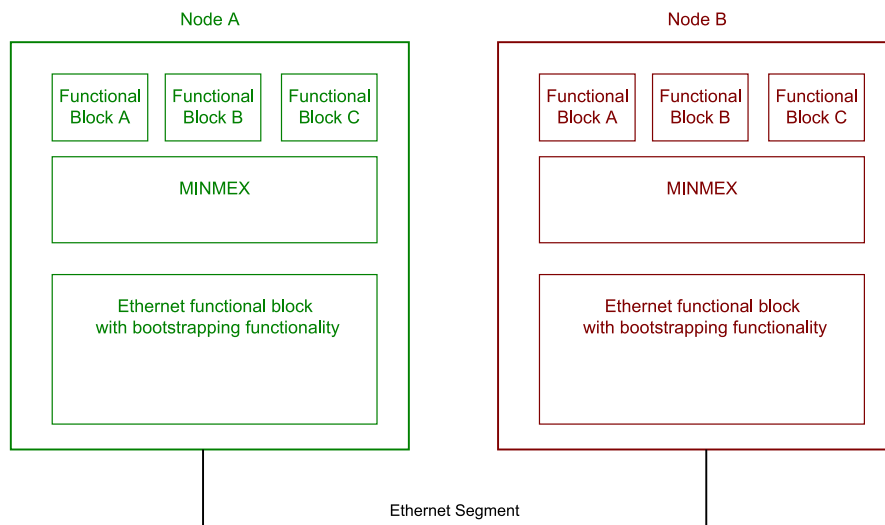 Node A
Node B
Functional
Block A
Functional
Block B
Functional
Block C
MINMEX
Ethernet functional block
with bootstrapping functionality
Functional
Block A
Functional
Block B
Functional
Block C
MINMEX
Ethernet functional block
with bootstrapping functionality
Ethernet Segment